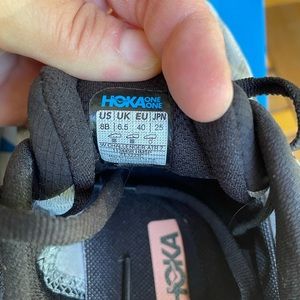 HOKA ONE ONE
US UK EU JPN
8B 6.5 40 25
HOKA